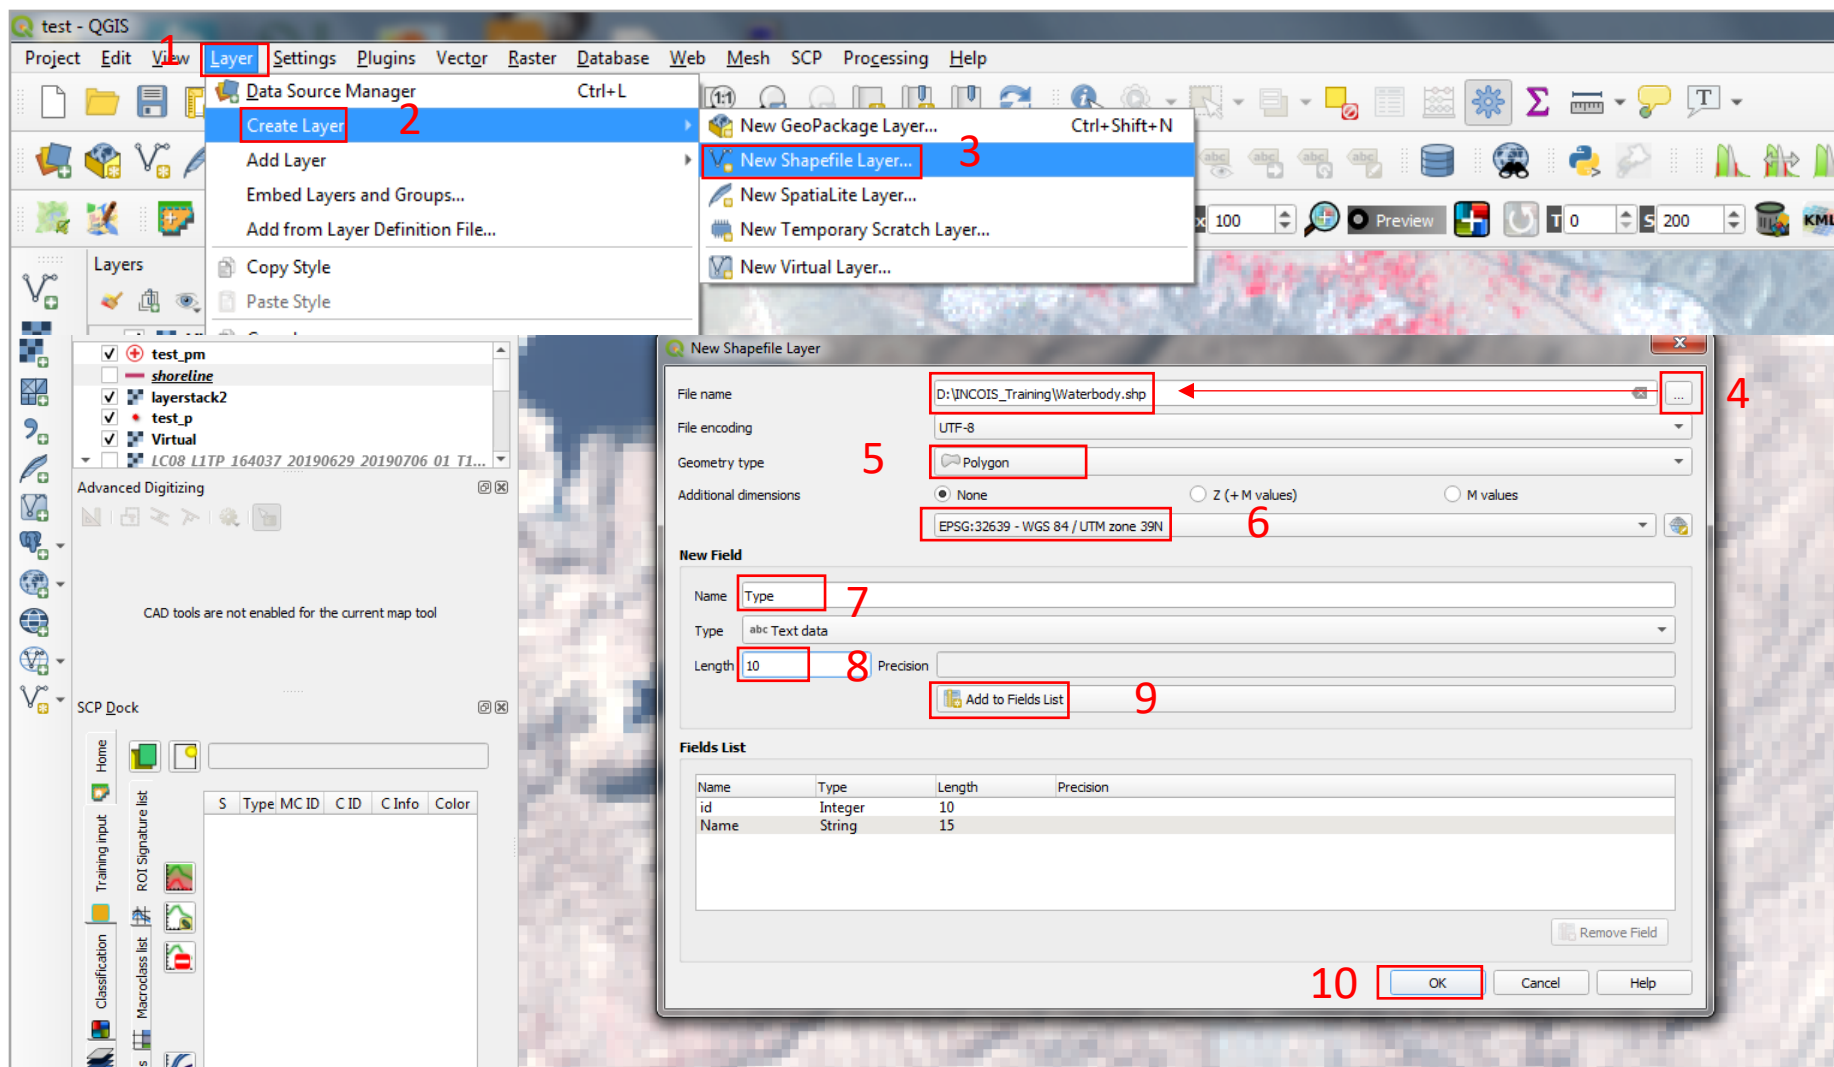 test - QGIS
Project Edit View Layer Settings Plugins Vector Raster Database Web Mesh SCP Processing Help
1
Data Source Manager Ctrl+L
Create Layer 2
Add Layer
Embed Layers and Groups...
Add from Layer Definition File...
Copy Style
Paste Style
New GeoPackage Layer... Ctrl+Shift+N
New Shapefile Layer... 3
New SpatiaLite Layer...
New Temporary Scratch Layer...
New Virtual Layer...
(1:1)
T
abc abc abc abc
x 100 Preview T 0 S 200 KML
Layers
test_pm
shoreline
layerstack2
test_p
Virtual
LC08_L1TP_164037_20190629_20190706_01_T1...
Advanced Digitizing
CAD tools are not enabled for the current map tool
SCP Dock
Home
Training input
Classification
ROI Signature list
Macroclass list
S Type MC ID C ID C Info Color
New Shapefile Layer
File name D:\INCOIS_Training\Waterbody.shp ... 4
File encoding UTF-8
Geometry type 5 Polygon
Additional dimensions None Z (+ M values) M values
EPSG:32639 - WGS 84 / UTM zone 39N 6
New Field
Name Type 7
Type abc Text data
Length 10 8 Precision
Add to Fields List 9
Fields List
Name Type Length Precision
id Integer 10
Name String 15
Remove Field
10 OK Cancel Help